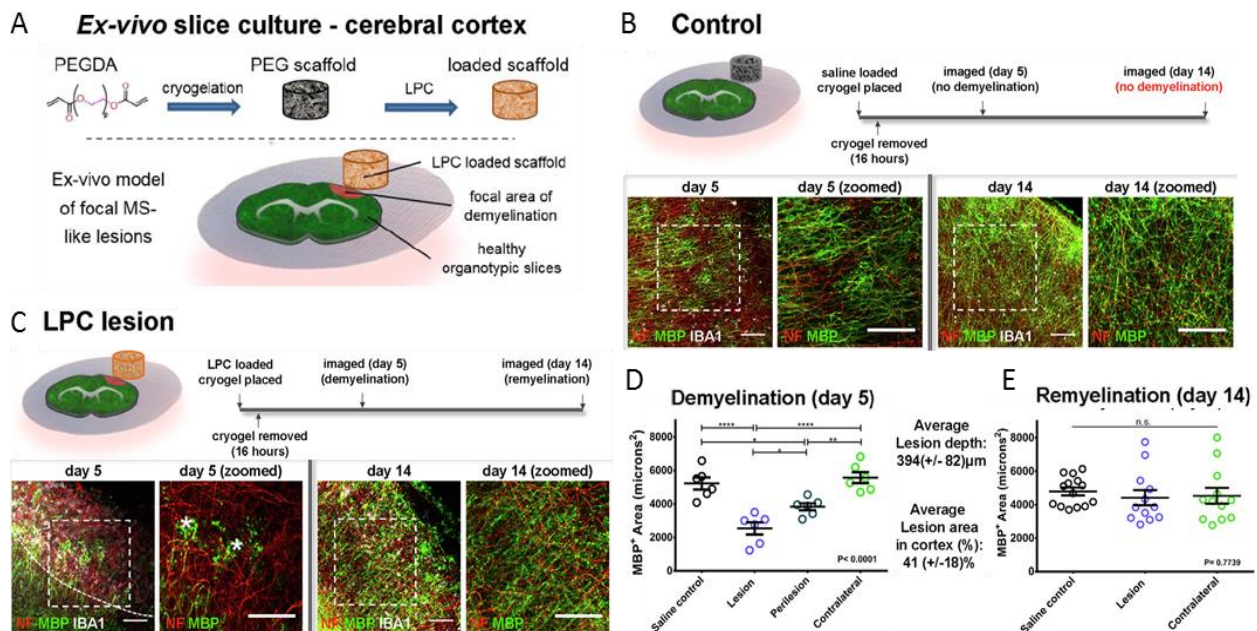 A
Ex-vivo slice culture - cerebral cortex
PEGDA
cryogelation
PEG scaffold
LPC
loaded scaffold
Ex-vivo model
of focal MS-
like lesions
LPC loaded scaffold
focal area of
demyelination
healthy
organotypic slices
B
Control
saline loaded
cryogel placed
imaged (day 5)
(no demyelination)
imaged (day 14)
(no demyelination)
cryogel removed
(16 hours)
day 5
day 5 (zoomed)
day 14
day 14 (zoomed)
NF MBP IBA1
NF MBP
NF MBP IBA1
NF MBP
C
LPC lesion
LPC loaded
cryogel placed
imaged (day 5)
(demyelination)
imaged (day 14)
(remyelination)
cryogel removed
(16 hours)
day 5
day 5 (zoomed)
day 14
day 14 (zoomed)
* *
NF MBP IBA1
NF MBP
NF MBP IBA1
NF MBP
D
Demyelination (day 5)
MBP⁺ Area (microns²)
8000
6000
4000
2000
0
****
****
*
**
*
P< 0.0001
Saline control
Lesion
Perilesion
Contralateral
Average
Lesion depth:
394(+/- 82)µm
Average
Lesion area
in cortex (%):
41 (+/-18)%
E
Remyelination (day 14)
MBP⁺ Area (microns²)
8000
6000
4000
2000
0
n.s.
P= 0.7739
Saline control
Lesion
Contralateral